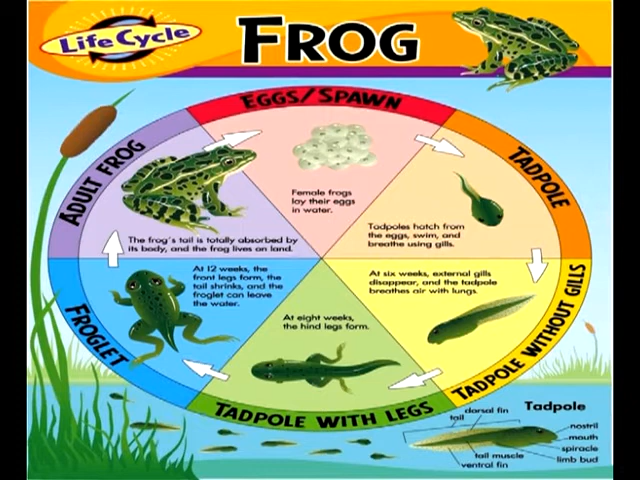 Life Cycle
FROG
EGGS/SPAWN
Female frogs
lay their eggs
in water.
TADPOLE
Tadpoles hatch from
the eggs, swim, and
breathe using gills.
TADPOLE WITHOUT GILLS
At six weeks, external gills
disappear, and the tadpole
breathes air with lungs.
TADPOLE WITH LEGS
At eight weeks,
the hind legs form.
FROGLET
At 12 weeks, the
front legs form, the
tail shrinks, and the
froglet can leave
the water.
ADULT FROG
The frog's tail is totally absorbed by
its body, and the frog lives on land.
Tadpole
dorsal fin
tail
nostril
mouth
spiracle
limb bud
tail muscle
ventral fin